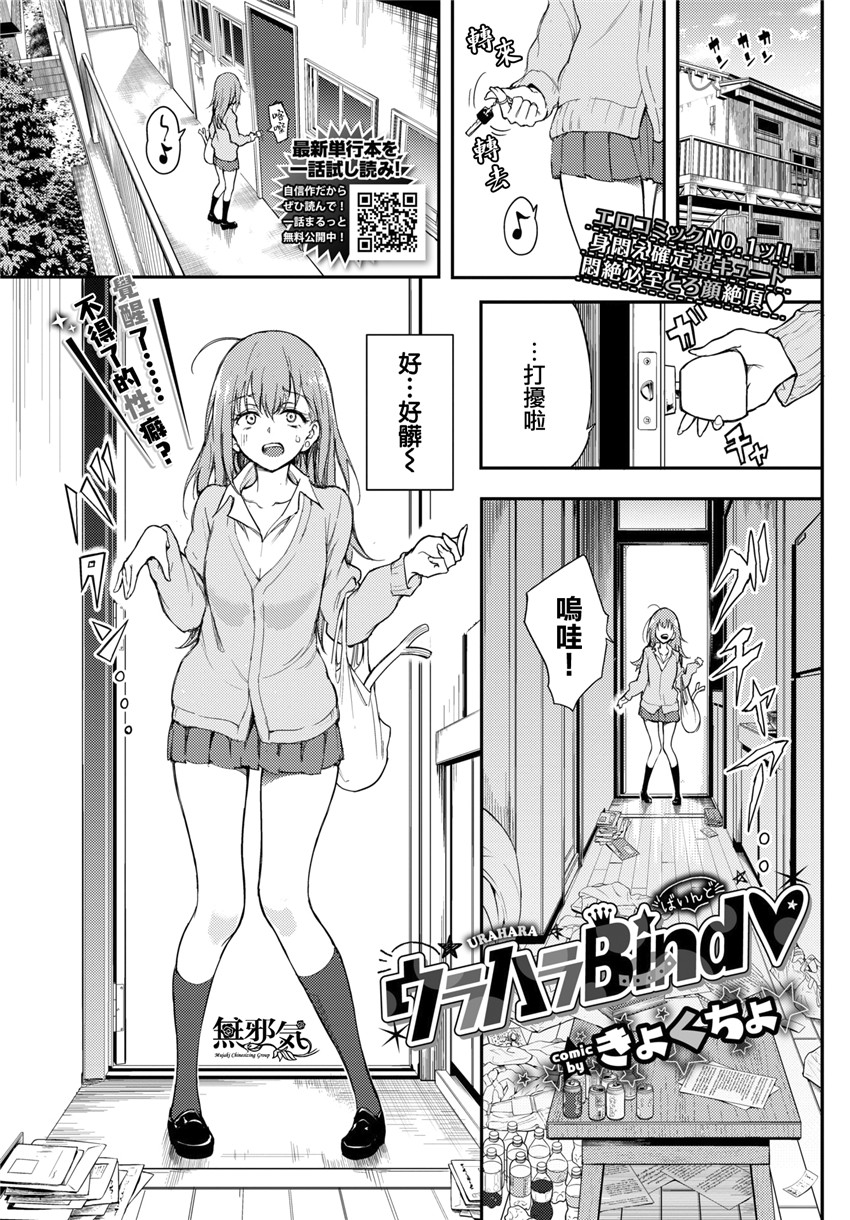 カン カン カン
エロコミックNO.1ッ!!
身悶え確定超キュート
悶絶必至とろ顔絶頂♥
轉來
轉去
♪
喀嚓
♪
最新単行本を
一話試し読み!
自信作だから
ぜひ読んで!
一話まるっと
無料公開中!
ガチャ
…打擾啦
ガチャァ…。
嗚哇!
好…好髒～
覺醒了……
不得了的性癖?
バタン…。
URAHARA
ばいんど
ウラハラBind♥
comic by きょくちょ
無邪気
Mujaki Chinesizing Group